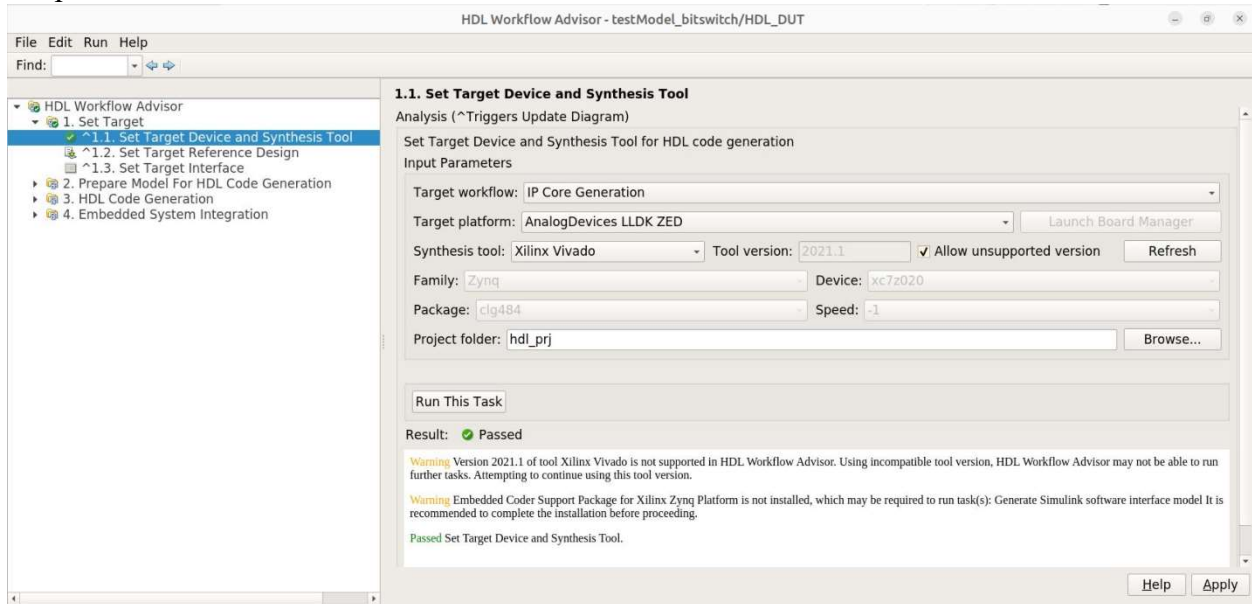 HDL Workflow Advisor - testModel_bitswitch/HDL_DUT
File Edit Run Help
Find:
HDL Workflow Advisor
1. Set Target
^1.1. Set Target Device and Synthesis Tool
^1.2. Set Target Reference Design
^1.3. Set Target Interface
2. Prepare Model For HDL Code Generation
3. HDL Code Generation
4. Embedded System Integration
1.1. Set Target Device and Synthesis Tool
Analysis (^Triggers Update Diagram)
Set Target Device and Synthesis Tool for HDL code generation
Input Parameters
Target workflow: IP Core Generation
Target platform: AnalogDevices LLDK ZED Launch Board Manager
Synthesis tool: Xilinx Vivado Tool version: 2021.1 Allow unsupported version Refresh
Family: Zynq Device: xc7z020
Package: clg484 Speed: -1
Project folder: hdl_prj Browse...
Run This Task
Result: Passed
Warning Version 2021.1 of tool Xilinx Vivado is not supported in HDL Workflow Advisor. Using incompatible tool version, HDL Workflow Advisor may not be able to run
further tasks. Attempting to continue using this tool version.
Warning Embedded Coder Support Package for Xilinx Zynq Platform is not installed, which may be required to run task(s): Generate Simulink software interface model It is
recommended to complete the installation before proceeding.
Passed Set Target Device and Synthesis Tool.
Help Apply